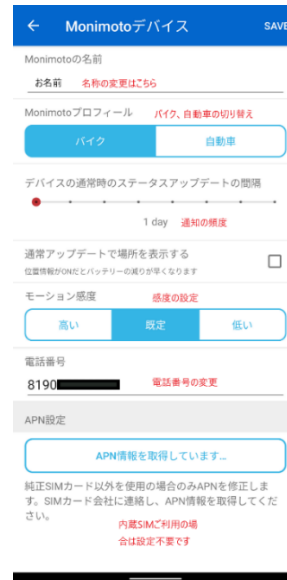 ← Monimotoデバイス SAVE
Monimotoの名前
お名前 名称の変更はこちら
Monimotoプロフィール バイク、自動車の切り替え
バイク 自動車
デバイスの通常時のステータスアップデートの間隔
1 day 通知の頻度
通常アップデートで場所を表示する
位置情報がONだとバッテリーの減りが早くなります
モーション感度 感度の設定
高い 既定 低い
電話番号
8190 電話番号の変更
APN設定
APN情報を取得しています...
純正SIMカード以外を使用の場合のみAPNを修正しま
す。SIMカード会社に連絡し、APN情報を取得してくだ
さい。
内蔵SIMご利用の場
合は設定不要です